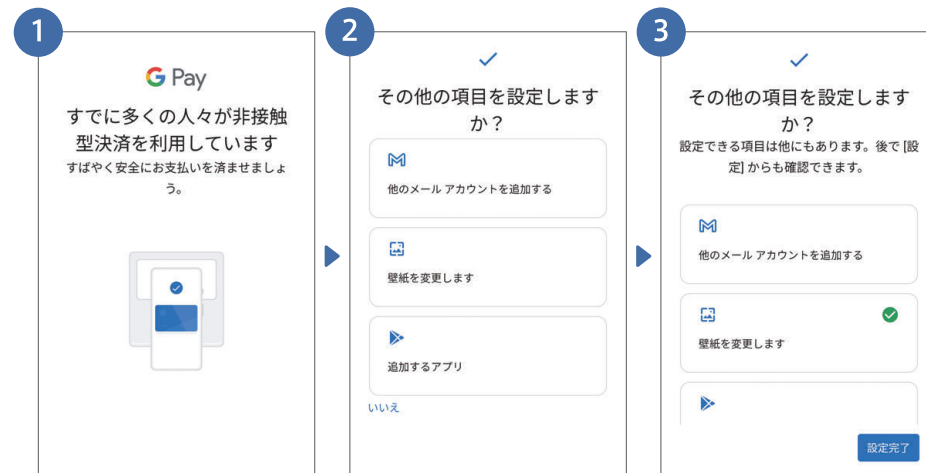 1
G Pay
すでに多くの人々が非接触
型決済を利用しています
すばやく安全にお支払いを済ませましょ
う。
2
その他の項目を設定します
か?
他のメール アカウントを追加する
壁紙を変更します
追加するアプリ
いいえ
3
その他の項目を設定します
か?
設定できる項目は他にもあります。後で [設
定] からも確認できます。
他のメール アカウントを追加する
壁紙を変更します
設定完了